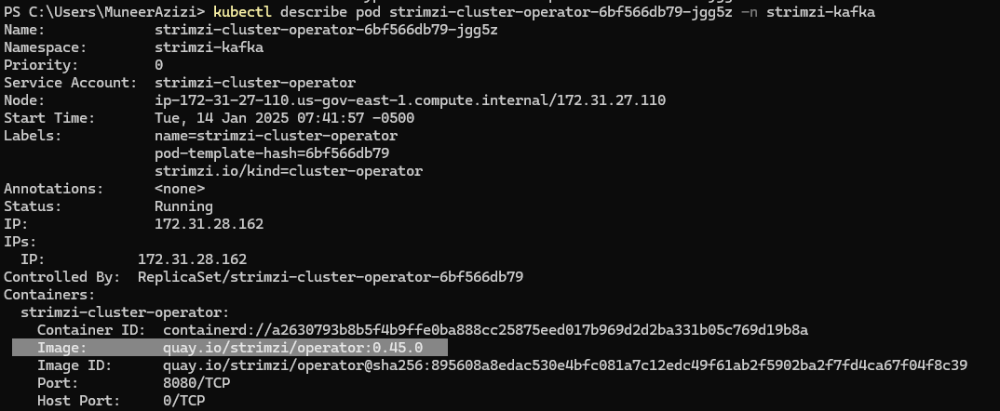 PS C:\Users\MuneerAzizi> kubectl describe pod strimzi-cluster-operator-6bf566db79-jgg5z -n strimzi-kafka
Name:             strimzi-cluster-operator-6bf566db79-jgg5z
Namespace:        strimzi-kafka
Priority:         0
Service Account:  strimzi-cluster-operator
Node:             ip-172-31-27-110.us-gov-east-1.compute.internal/172.31.27.110
Start Time:       Tue, 14 Jan 2025 07:41:57 -0500
Labels:           name=strimzi-cluster-operator
                  pod-template-hash=6bf566db79
                  strimzi.io/kind=cluster-operator
Annotations:      <none>
Status:           Running
IP:               172.31.28.162
IPs:
  IP:           172.31.28.162
Controlled By:  ReplicaSet/strimzi-cluster-operator-6bf566db79
Containers:
  strimzi-cluster-operator:
    Container ID:  containerd://a2630793b8b5f4b9ffe0ba888cc25875eed017b969d2d2ba331b05c769d19b8a
    Image:         quay.io/strimzi/operator:0.45.0
    Image ID:      quay.io/strimzi/operator@sha256:895608a8edac530e4bfc081a7c12edc49f61ab2f5902ba2f7fd4ca67f04f8c39
    Port:          8080/TCP
    Host Port:     0/TCP